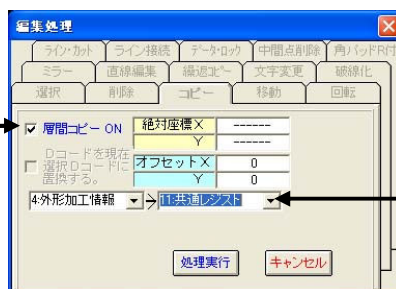 編集処理
ライン・カット ライン接続 データ・ロック 中間点削除 角パッドR付
ミラー 直線編集 繰返コピー 文字変更 破線化
選択 削除 コピー 移動 回転
層間コピー ON 絶対座標X ------
Y ------
Dコードを現在
選択Dコードに
置換する。
オフセットX 0
Y 0
4:外形加工情報 → 11:共通レジスト
処理実行 キャンセル